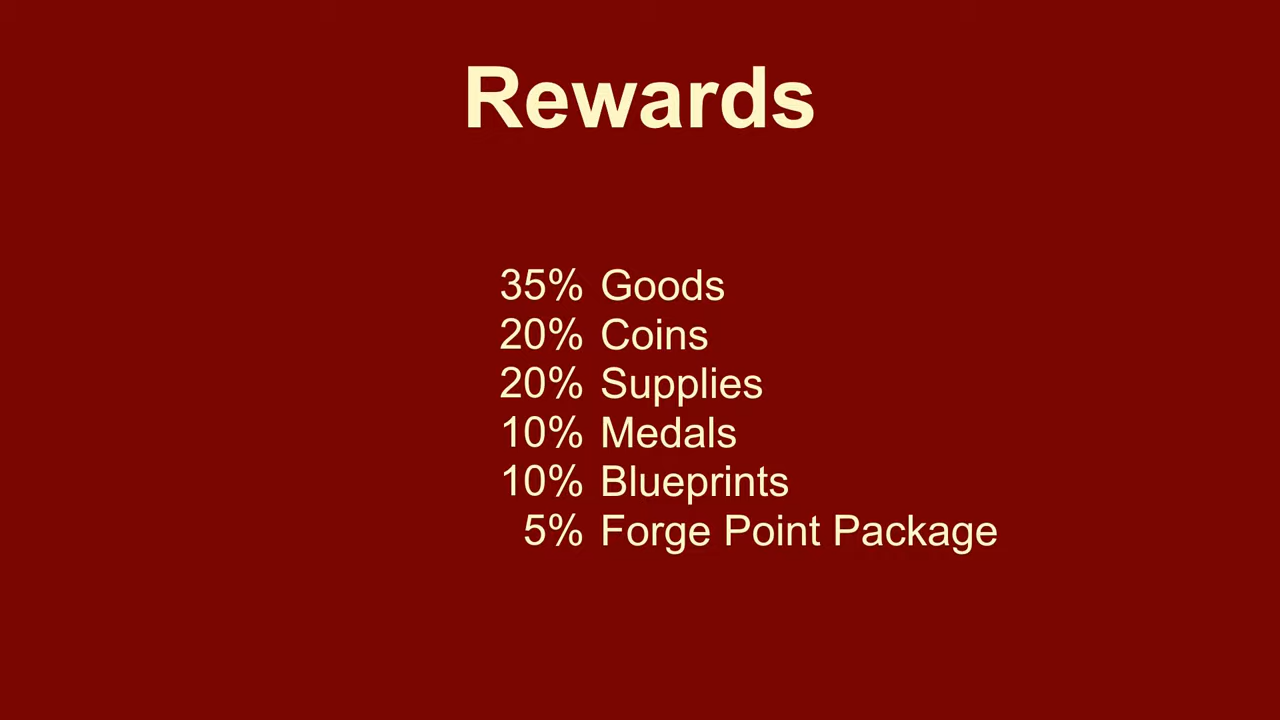 Rewards
35% Goods
20% Coins
20% Supplies
10% Medals
10% Blueprints
5% Forge Point Package